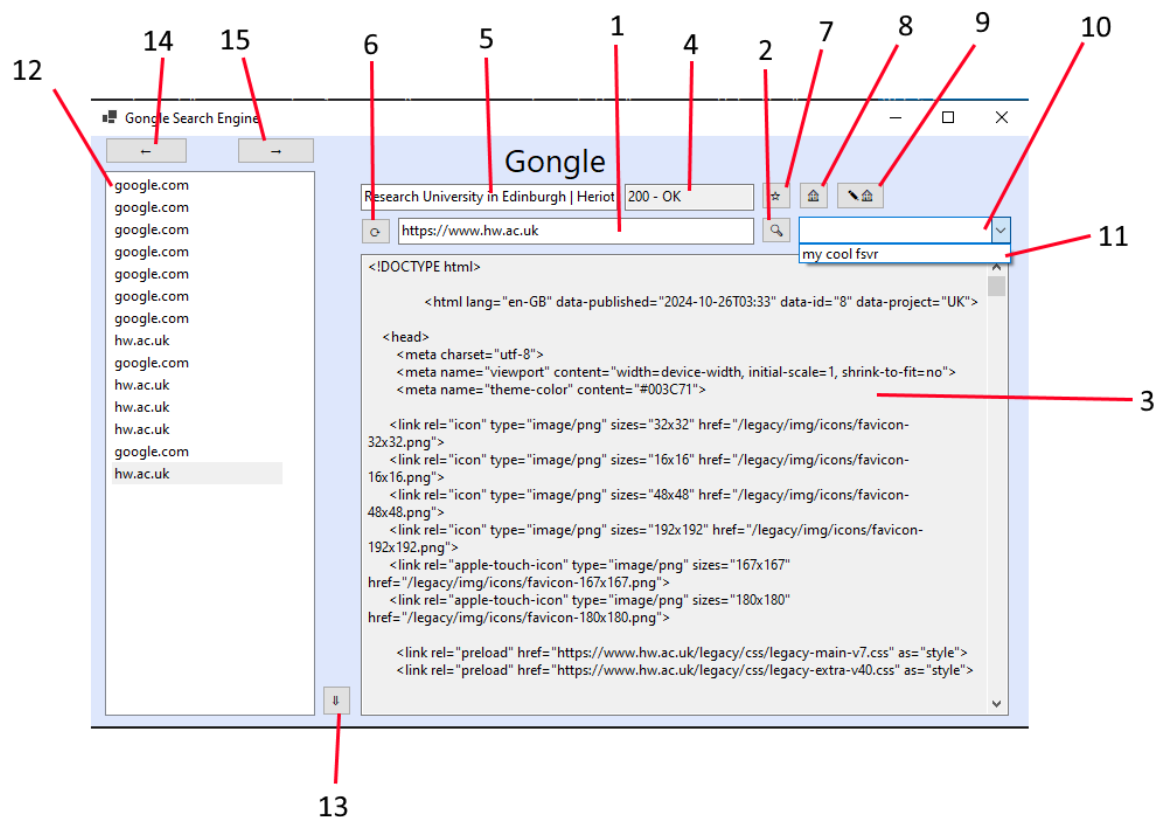 12
14
15
6
5
1
4
2
7
8
9
10
Gongle Search Engine
←
→
Gongle
Research University in Edinburgh | Heriot
200 - OK
https://www.hw.ac.uk
my cool fsvr
11
google.com
google.com
google.com
google.com
google.com
google.com
google.com
hw.ac.uk
google.com
hw.ac.uk
hw.ac.uk
hw.ac.uk
google.com
hw.ac.uk
<!DOCTYPE html>
<html lang="en-GB" data-published="2024-10-26T03:33" data-id="8" data-project="UK">
<head>
<meta charset="utf-8">
<meta name="viewport" content="width=device-width, initial-scale=1, shrink-to-fit=no">
<meta name="theme-color" content="#003C71">
<link rel="icon" type="image/png" sizes="32x32" href="/legacy/img/icons/favicon-
32x32.png">
<link rel="icon" type="image/png" sizes="16x16" href="/legacy/img/icons/favicon-
16x16.png">
<link rel="icon" type="image/png" sizes="48x48" href="/legacy/img/icons/favicon-
48x48.png">
<link rel="icon" type="image/png" sizes="192x192" href="/legacy/img/icons/favicon-
192x192.png">
<link rel="apple-touch-icon" type="image/png" sizes="167x167"
href="/legacy/img/icons/favicon-167x167.png">
<link rel="apple-touch-icon" type="image/png" sizes="180x180"
href="/legacy/img/icons/favicon-180x180.png">
<link rel="preload" href="https://www.hw.ac.uk/legacy/css/legacy-main-v7.css" as="style">
<link rel="preload" href="https://www.hw.ac.uk/legacy/css/legacy-extra-v40.css" as="style">
3
⇓
13